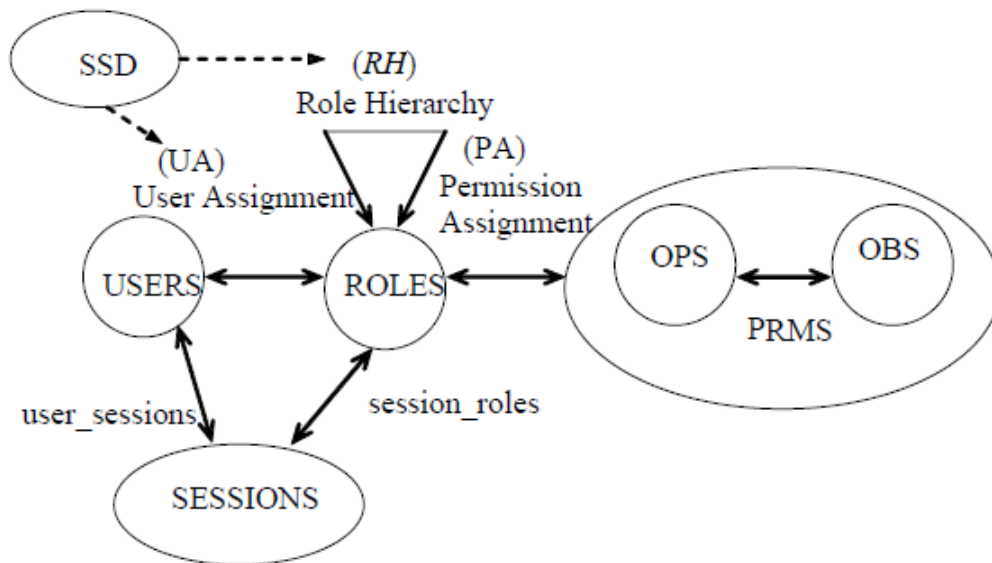 SSD
(RH)
Role Hierarchy
(UA)
User Assignment
(PA)
Permission
Assignment
USERS
ROLES
OPS
OBS
PRMS
user_sessions
session_roles
SESSIONS